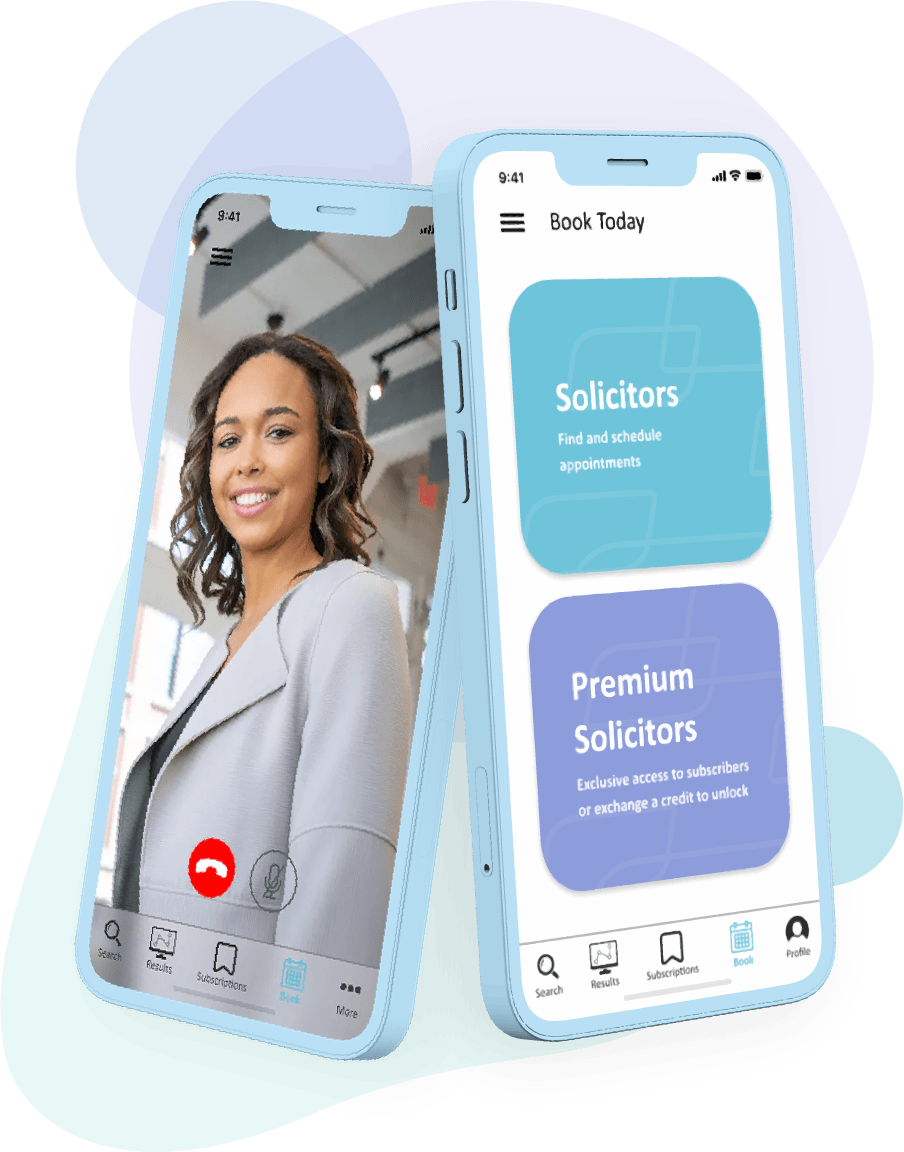 9:41
Search
Results
Subscriptions
Book
More
9:41
Book Today
Solicitors
Find and schedule
appointments
Premium
Solicitors
Exclusive access to subscribers
or exchange a credit to unlock
Search
Results
Subscriptions
Book
Profile